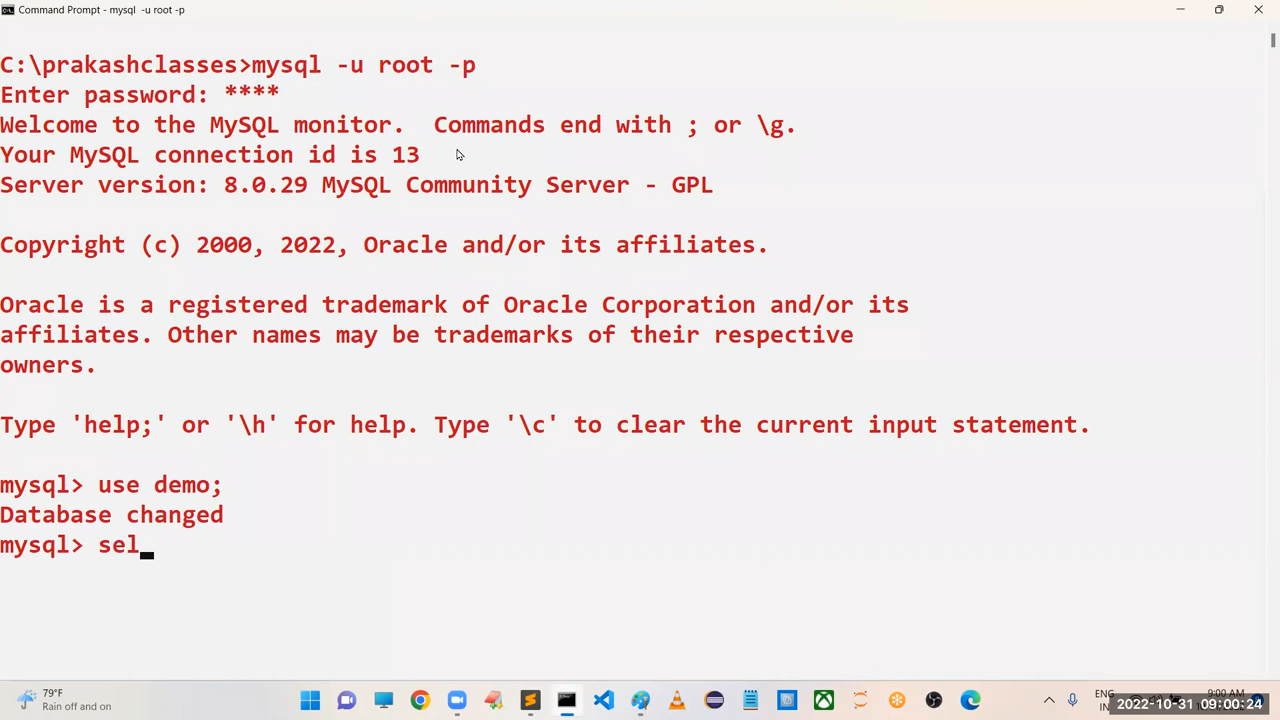 Command Prompt - mysql -u root -p
C:\prakashclasses>mysql -u root -p
Enter password: ****
Welcome to the MySQL monitor.  Commands end with ; or \g.
Your MySQL connection id is 13
Server version: 8.0.29 MySQL Community Server - GPL
Copyright (c) 2000, 2022, Oracle and/or its affiliates.
Oracle is a registered trademark of Oracle Corporation and/or its
affiliates. Other names may be trademarks of their respective
owners.
Type 'help;' or '\h' for help. Type '\c' to clear the current input statement.
mysql> use demo;
Database changed
mysql> sel
79°F
Rain off and on
ENG
9:00 AM
2022-10-31 09:00:24